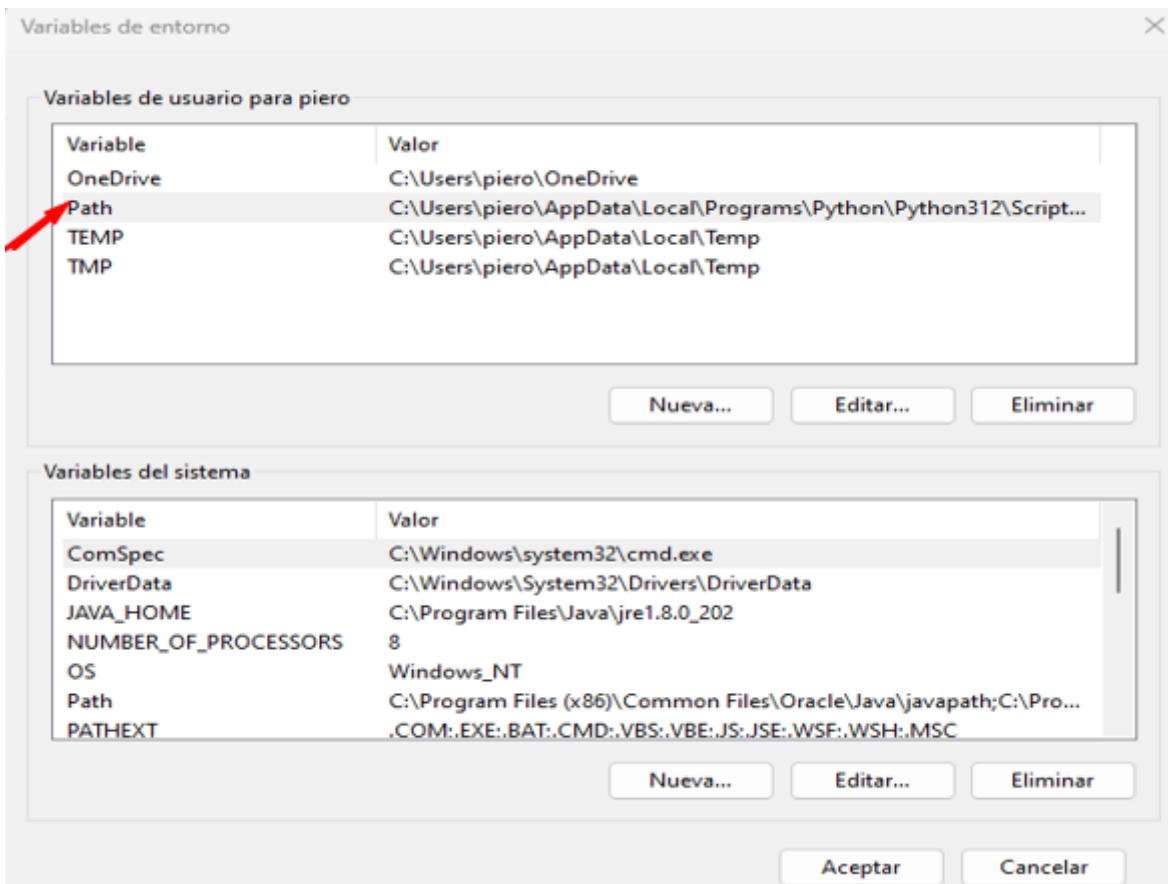 Variables de entorno
Variables de usuario para piero
Variable Valor
OneDrive C:\Users\piero\OneDrive
Path C:\Users\piero\AppData\Local\Programs\Python\Python312\Script...
TEMP C:\Users\piero\AppData\Local\Temp
TMP C:\Users\piero\AppData\Local\Temp
Nueva... Editar... Eliminar
Variables del sistema
Variable Valor
ComSpec C:\Windows\system32\cmd.exe
DriverData C:\Windows\System32\Drivers\DriverData
JAVA_HOME C:\Program Files\Java\jre1.8.0_202
NUMBER_OF_PROCESSORS 8
OS Windows_NT
Path C:\Program Files (x86)\Common Files\Oracle\Java\javapath;C:\Pro...
PATHEXT .COM;.EXE;.BAT;.CMD;.VBS;.VBE;.JS;.JSE;.WSF;.WSH;.MSC
Nueva... Editar... Eliminar
Aceptar Cancelar